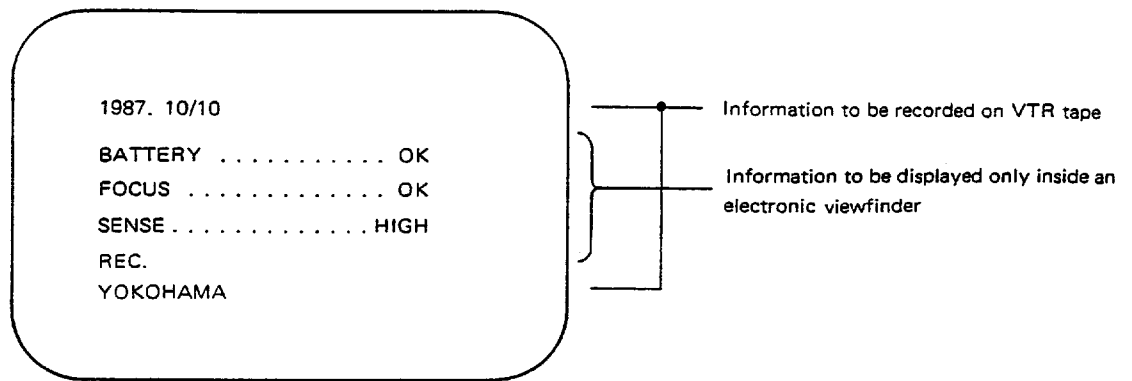 1987. 10/10
BATTERY ........... OK
FOCUS ............ OK
SENSE ............. HIGH
REC.
YOKOHAMA
Information to be recorded on VTR tape
Information to be displayed only inside an
electronic viewfinder